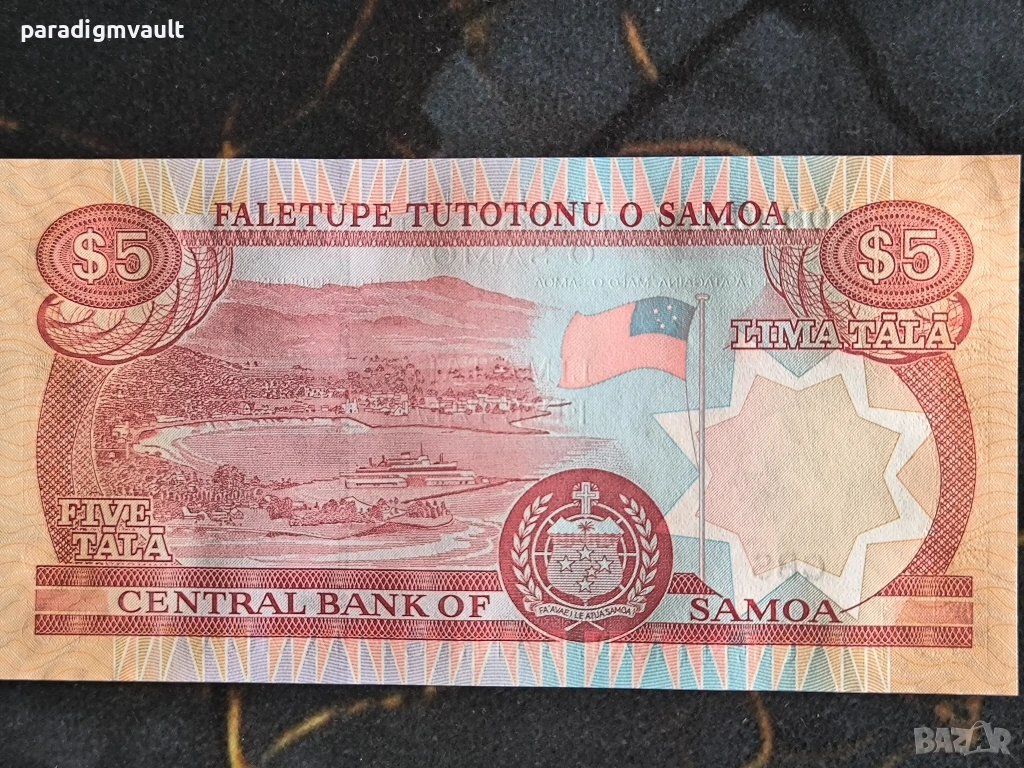 paradigmvault
FALETUPE TUTOTONU O SAMOA
$5
$5
LIMA TĀLĀ
FIVE
TĀLĀ
FA'AVAE I LE ATUA SAMOA
CENTRAL BANK OF SAMOA
BAZAR